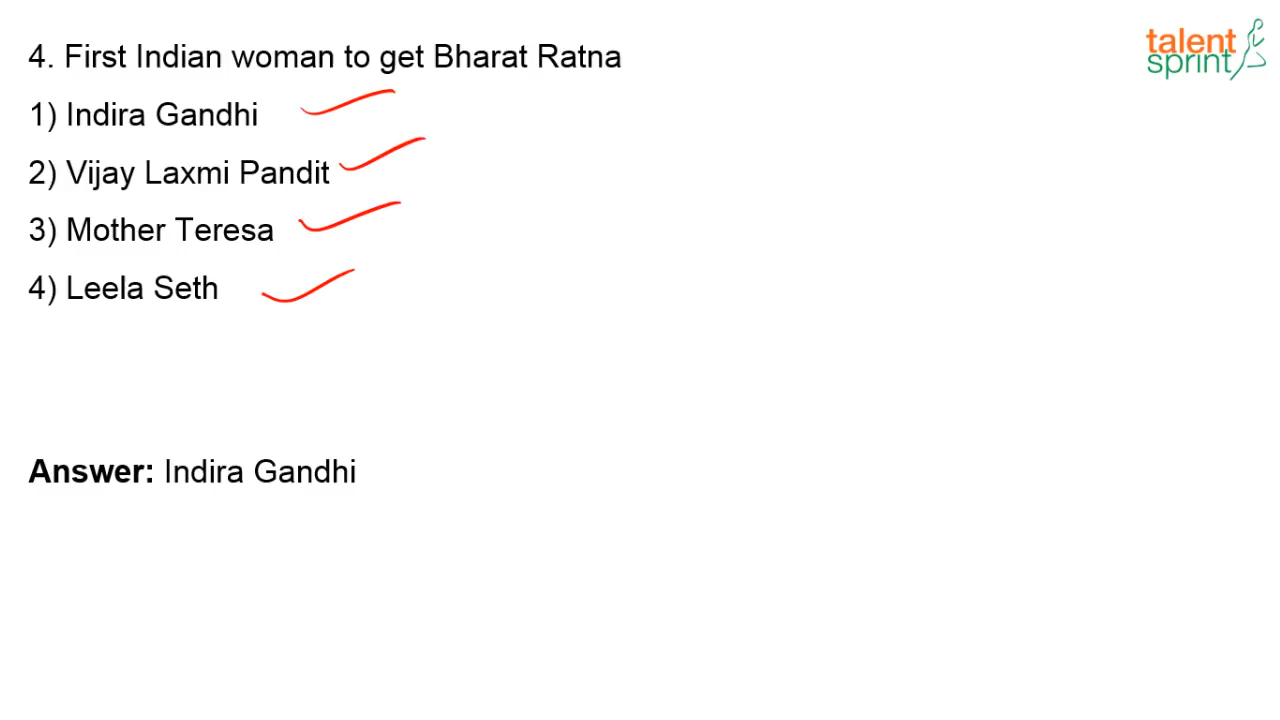 4. First Indian woman to get Bharat Ratna
talent
sprint
1) Indira Gandhi
2) Vijay Laxmi Pandit
3) Mother Teresa
4) Leela Seth
Answer: Indira Gandhi